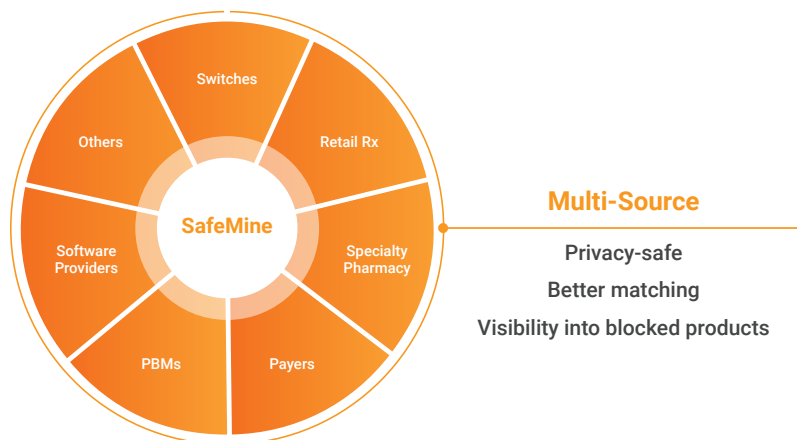 Switches
Retail Rx
Specialty
Pharmacy
Payers
PBMs
Software
Providers
Others
SafeMine
Multi-Source
Privacy-safe
Better matching
Visibility into blocked products